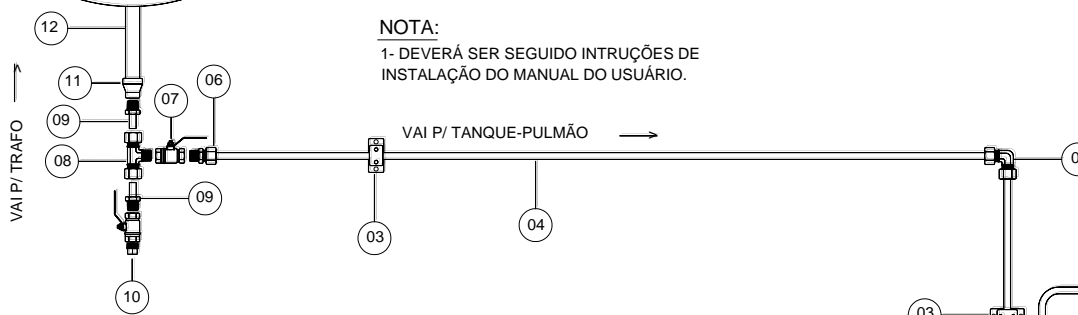 12
NOTA:
1- DEVERÁ SER SEGUIDO INTRUÇÕES DE
INSTALAÇÃO DO MANUAL DO USUÁRIO.
11
06
07
09
VAI P/ TRAFO
VAI P/ TANQUE-PULMÃO
08
09
03
04
10
03